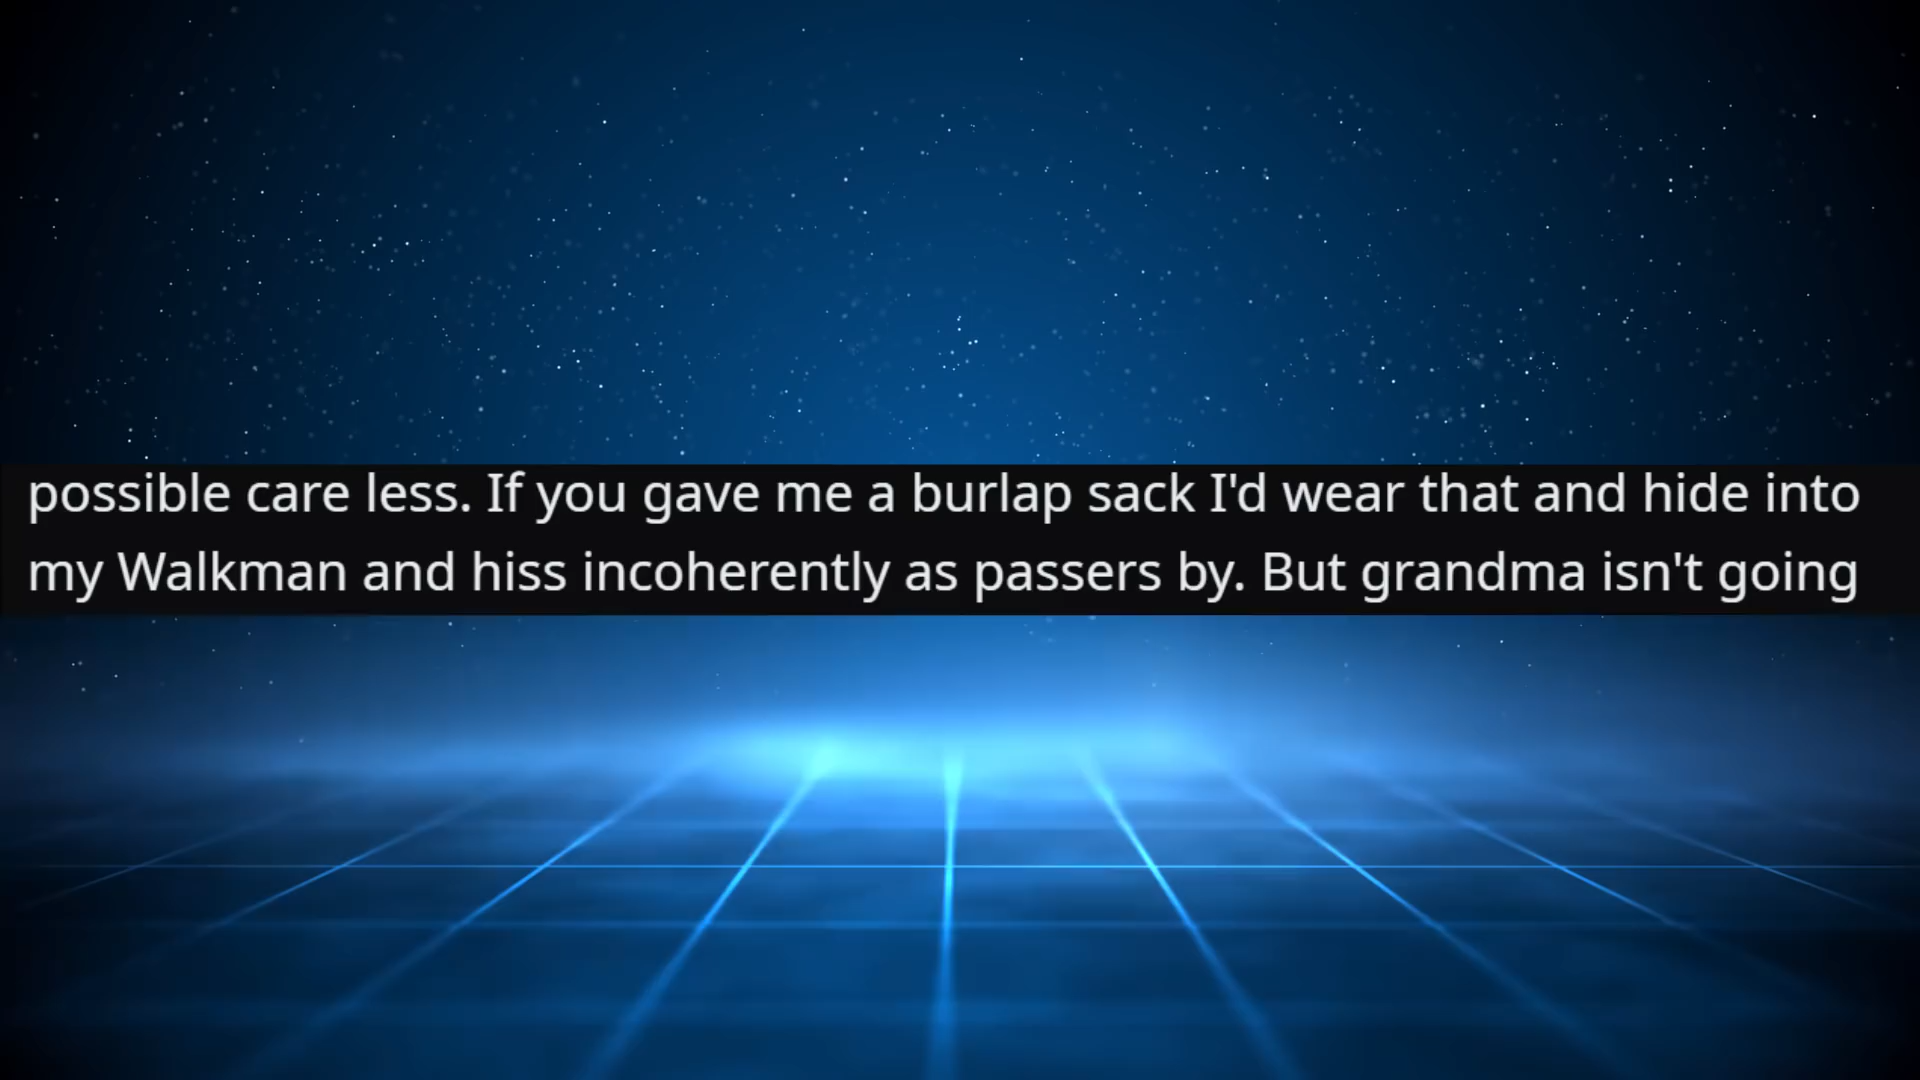 possible care less. If you gave me a burlap sack I'd wear that and hide into
my Walkman and hiss incoherently as passers by. But grandma isn't going